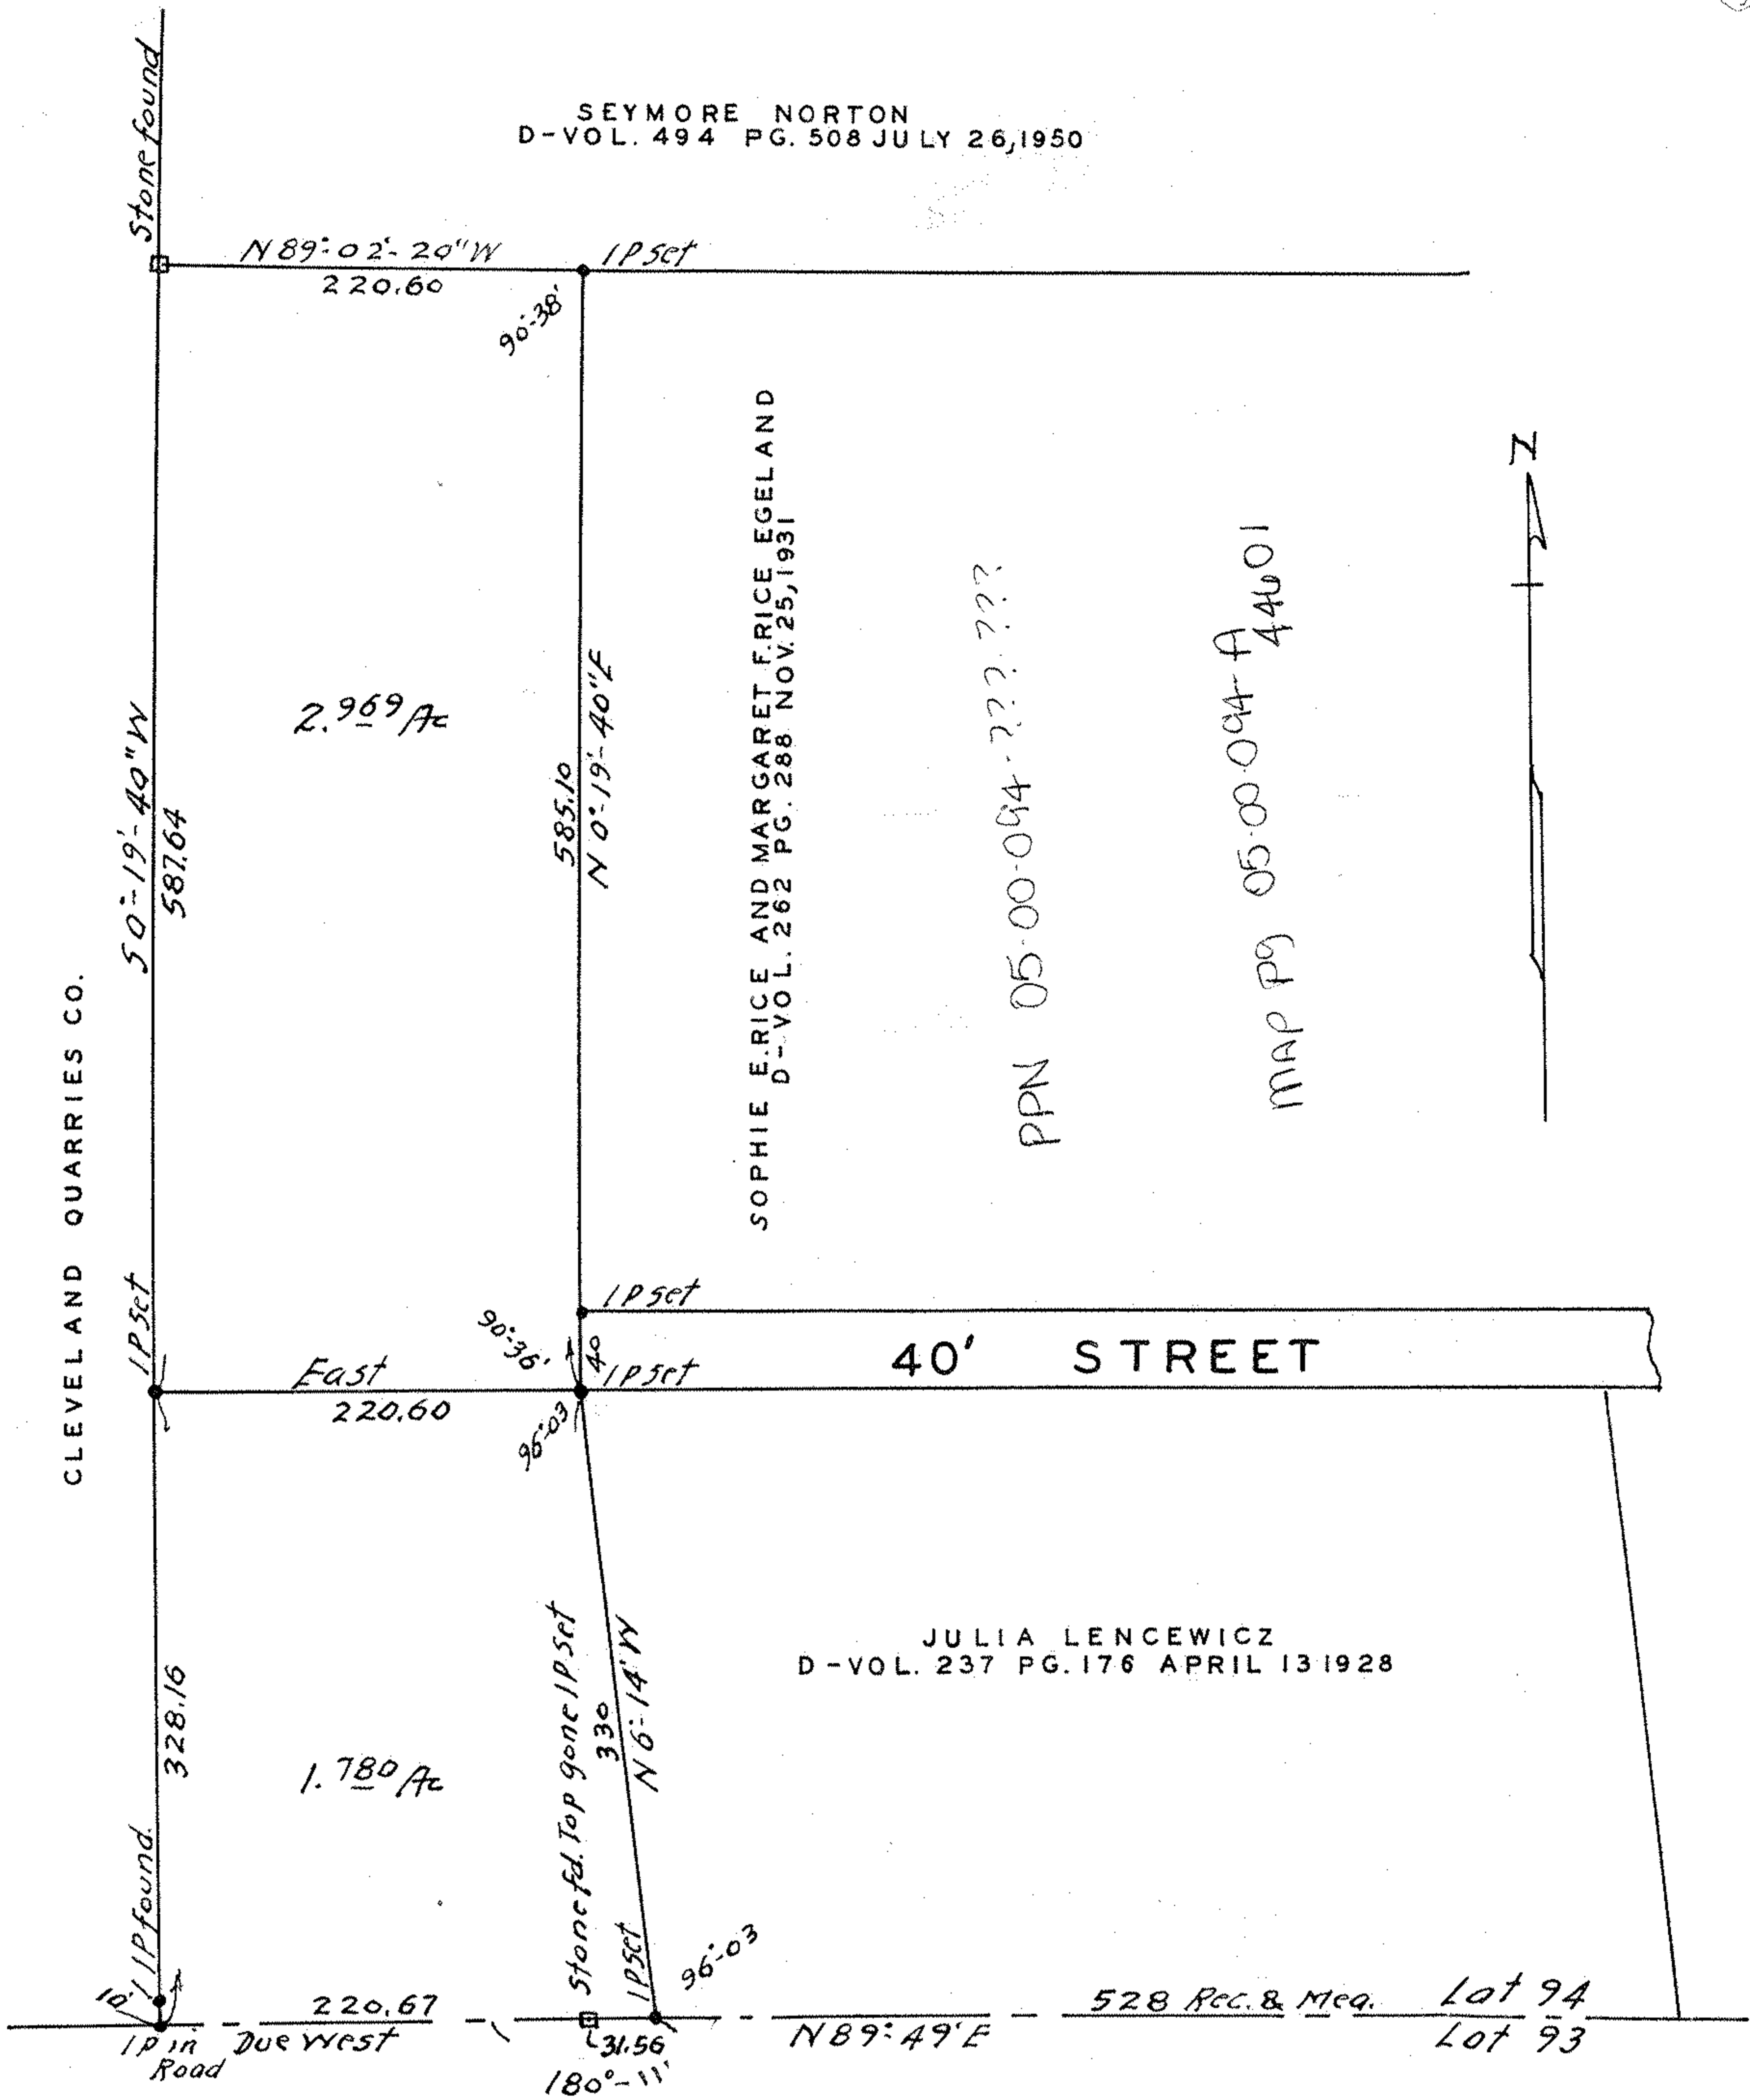 SEYMORE NORTON
D-VOL. 494 PG. 508 JULY 26,1950
Stone found
N 89°-02'-20" W
220.60
IP set
90°-38'
S 0°-19'-40" W
587.64
2.969 Ac
585.10
N 0°-19'-40" E
SOPHIE E.RICE AND MARGARET F.RICE EGELAND
D-VOL. 262 PG. 288 NOV. 25,1931
PPN 05-00-094-???-???
MAP Pg 05-00-094-A
44601
N
CLEVELAND QUARRIES CO.
IP set
IP set
90°-36'
40
IP set
40' STREET
East
220.60
96°-03
328.16
1.780 Ac
Stone fd. Top gone IP Set
330
N 6°-14' W
JULIA LENCEWICZ
D-VOL. 237 PG. 176 APRIL 13 1928
IP found.
10'
IP set
96°-03
220.67
Due West
IP in
Road
31.56
180°-11'
N 89°49' E
528 Rec. & Mea.
Lot 94
Lot 93